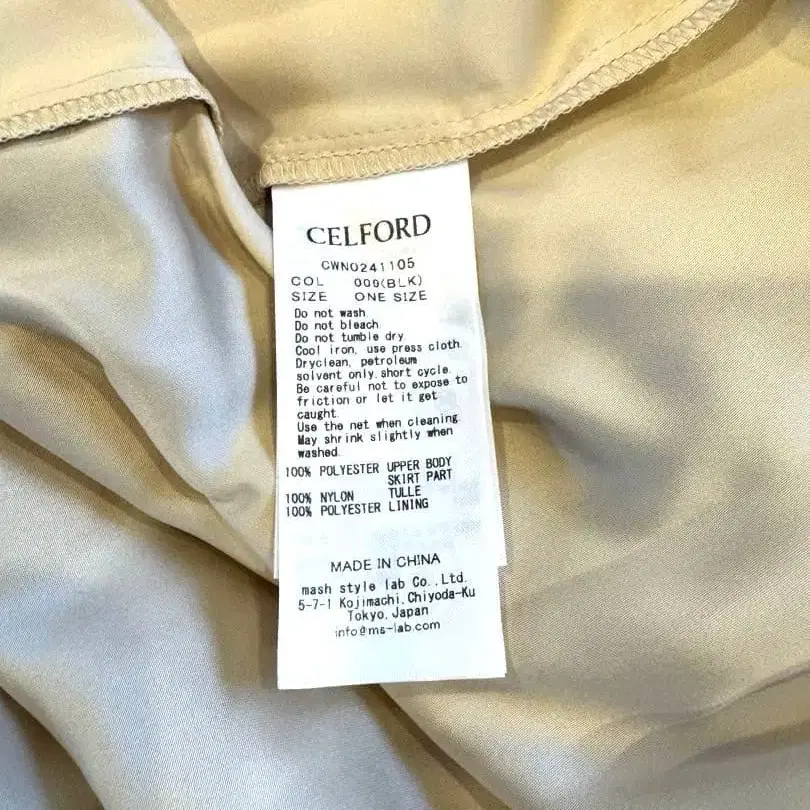 CELFORD
CWNO241105
COL 009(BLK)
SIZE ONE SIZE
Do not wash.
Do not bleach.
Do not tumble dry
Cool iron, use press cloth.
Dryclean, petroleum
solvent only.short cycle.
Be careful not to expose to
friction or let it get
caught.
Use the net when cleaning.
May shrink slightly when
washed.
100% POLYESTER UPPER BODY
SKIRT PART
100% NYLON TULLE
100% POLYESTER LINING
MADE IN CHINA
mash style lab Co.,Ltd.
5-7-1 Kojimachi,Chiyoda-Ku
Tokyo,Japan
info@ms-lab.com